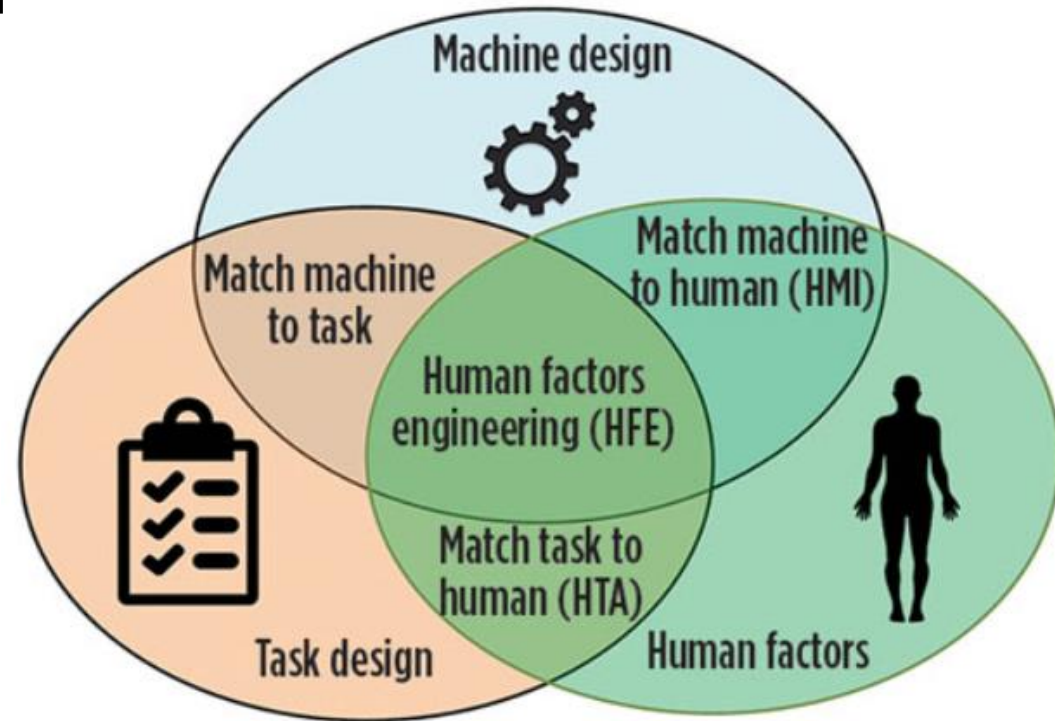 Machine design
Match machine
to task
Match machine
to human (HMI)
Human factors
engineering (HFE)
Match task to
human (HTA)
Task design
Human factors